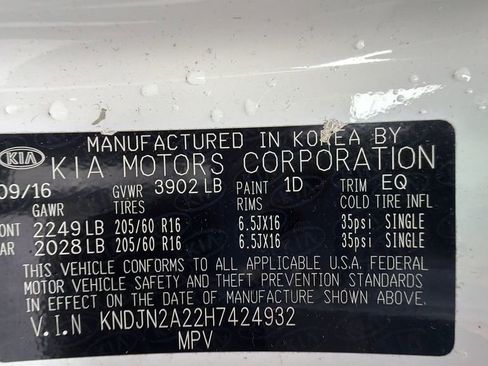 MANUFACTURED IN KOREA BY
KIA KIA MOTORS CORPORATION
09/16 GVWR 3902 LB PAINT 1D TRIM EQ
GAWR TIRES RIMS COLD TIRE INFL
ONT 2249 LB 205/60 R16 6.5JX16 35psi SINGLE
AR 2028 LB 205/60 R16 6.5JX16 35psi SINGLE
THIS VEHICLE CONFORMS TO ALL APPLICABLE U.S.A. FEDERAL
MOTOR VEHICLE SAFETY AND THEFT PREVENTION STANDARDS
IN EFFECT ON THE DATE OF MANUFACTURE SHOWN ABOVE.
V.I.N KNDJN2A22H7424932
MPV